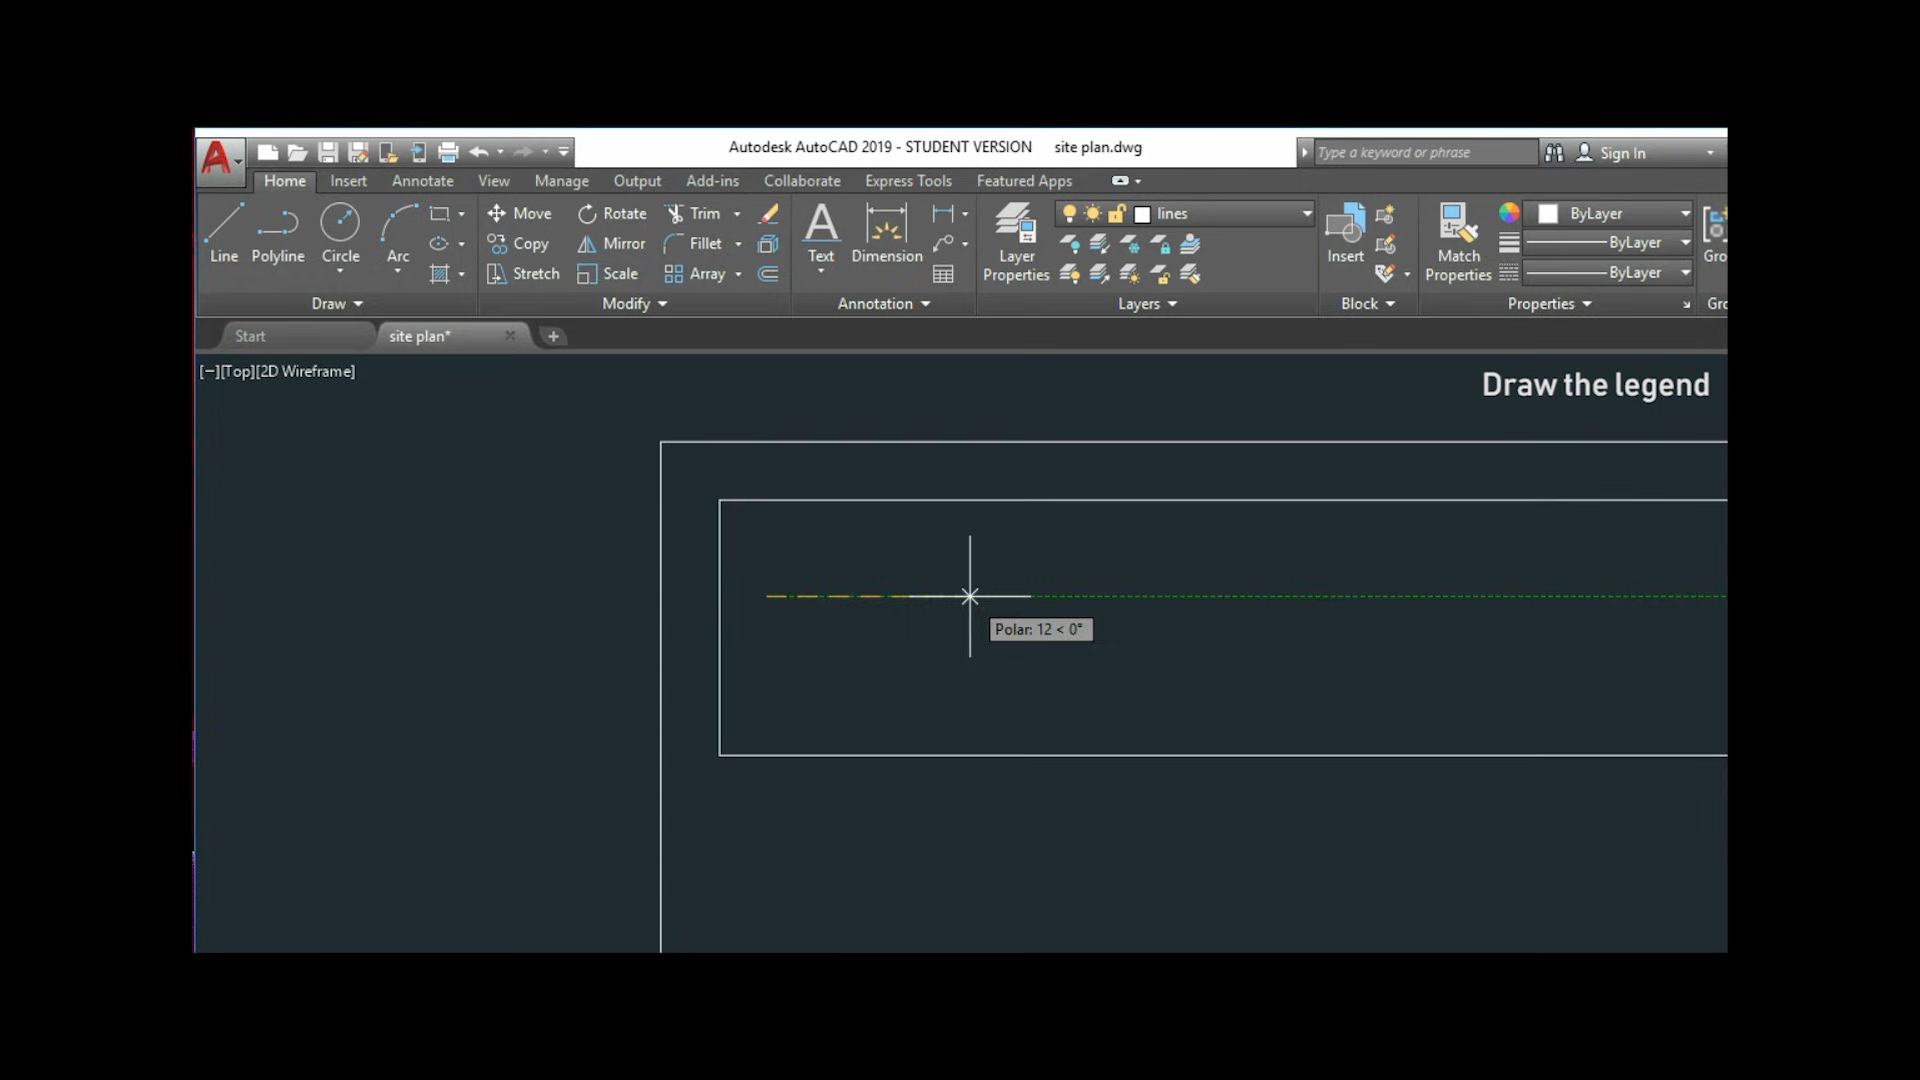 Autodesk AutoCAD 2019 - STUDENT VERSION site plan.dwg
Type a keyword or phrase
Sign In
Home Insert Annotate View Manage Output Add-ins Collaborate Express Tools Featured Apps
Line
Polyline
Circle
Arc
Draw
Move Rotate Trim
Copy Mirror Fillet
Stretch Scale Array
Modify
Text
Dimension
Annotation
Layer
Properties
lines
Layers
Insert
Block
Match
Properties
ByLayer
ByLayer
ByLayer
Properties
Gro
Gro
Start site plan*
[−][Top][2D Wireframe]
Draw the legend
Polar: 12 < 0°